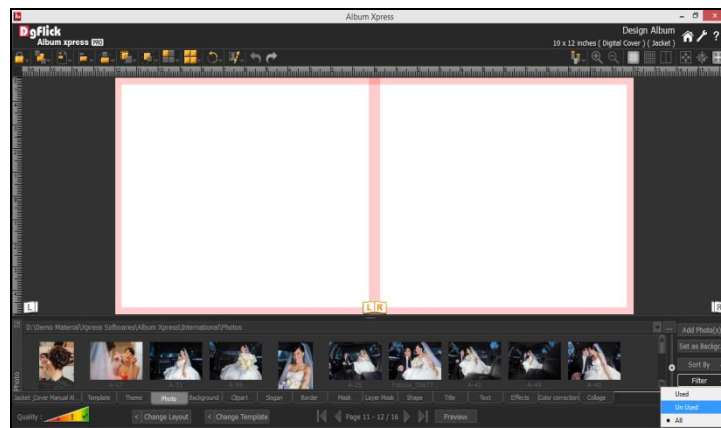 Album Xpress
DgFlick
Album xpress PRO
Design Album
10 x 12 inches ( Digital Cover ) ( Jacket )
L
L R
R
D:\Demo Material\Xpress Softwares\Album Xpress\International\Photos
Add Photo(s)
Set as Backgr
Sort By
Filter
Photo
A-42
Jacket_Cover Manual Al... Template Theme Photo Background Clipart Slogan Border Mask Layer Mask Shape Title Text Effects Color correction Collage
Used
Un Used
All
Quality : 1
< Change Layout
< Change Template
Page 11 - 12 / 16
Preview